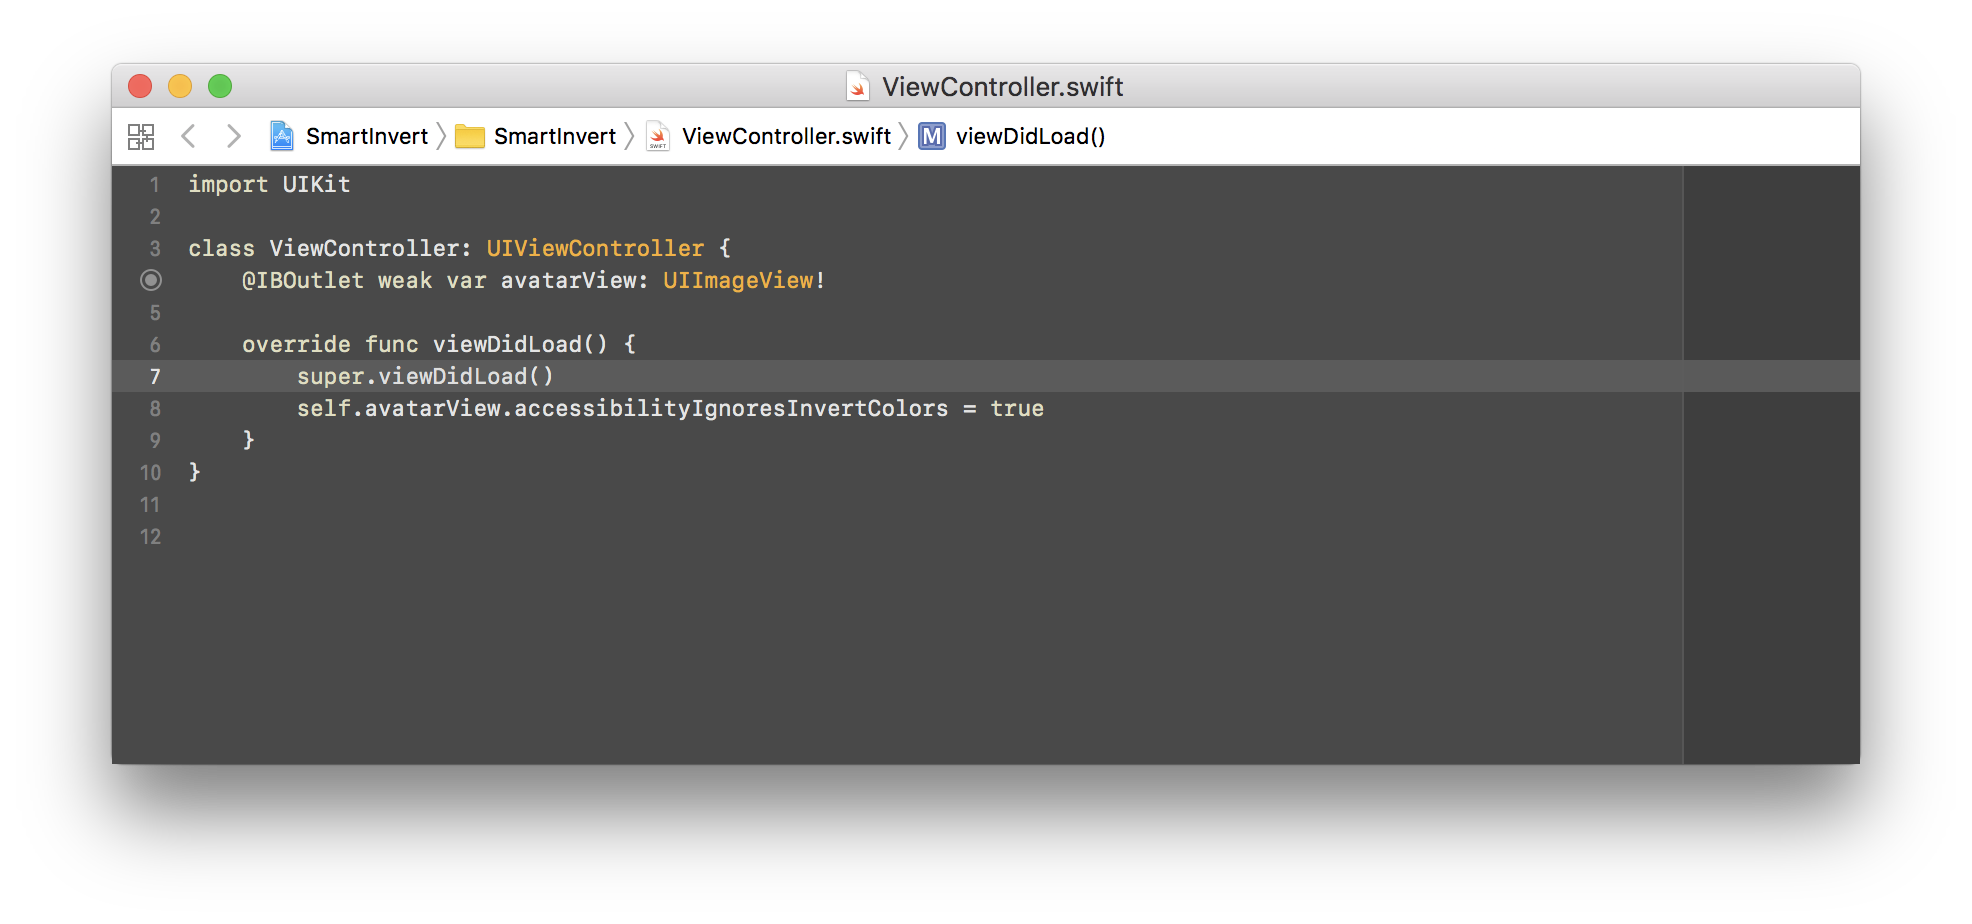 ViewController.swift
SmartInvert SmartInvert ViewController.swift M viewDidLoad()
1 import UIKit
2
3 class ViewController: UIViewController {
@IBOutlet weak var avatarView: UIImageView!
5
6 override func viewDidLoad() {
7 super.viewDidLoad()
8 self.avatarView.accessibilityIgnoresInvertColors = true
9 }
10 }
11
12